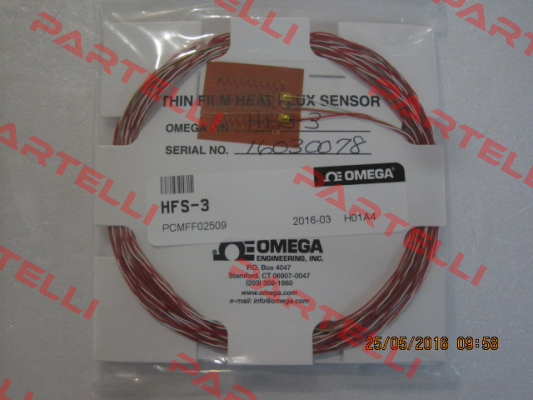 THIN FILM HEAT FLUX SENSOR
OMEGA P/N HFS 3
SERIAL NO. 16030078
OMEGA®
HFS-3
PCMFF02509 2016-03 H01A4
OMEGA
ENGINEERING, INC.
P.O. Box 4047
Stamford, CT 06907-0047
(203) 359-1660
www.omega.com
e-mail: info@omega.com
25/05/2016 09:58
PARTELLI
PARTELLI
PARTELLI
PARTELLI
PARTELLI